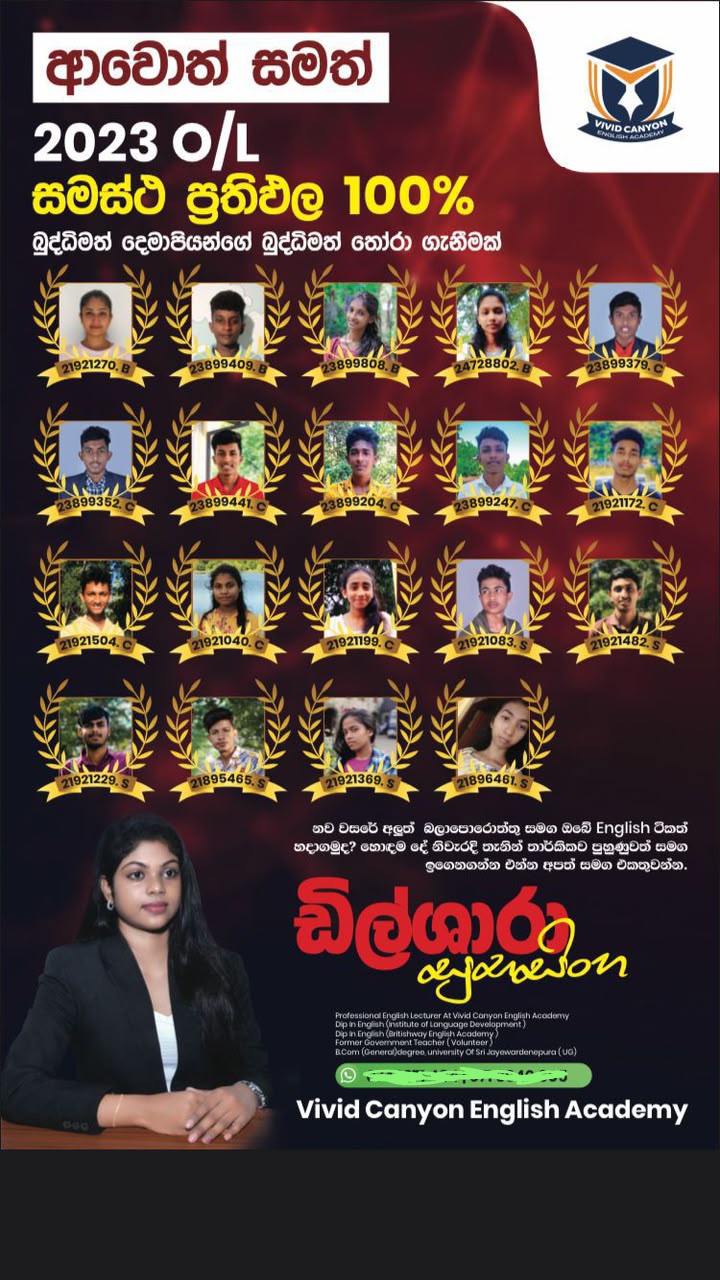 ආවොත් සමත්
VIVID CANYON
ENGLISH ACADEMY
2023 O/L
සමස්ථ ප්‍රතිඵල 100%
බුද්ධිමත් දෙමාපියන්ගේ බුද්ධිමත් තෝරා ගැනීමක්
21921270. B
23899409. B
23899808. B
24728802. B
23899379. C
23899352. C
23899441. C
23899204. C
23899247. C
21921172. C
21921504. C
21921040. C
21921199. C
21921083. S
21921482. S
21921229. S
21895465. S
21921369. S
21896461. S
නව වසරේ අලුත් බලාපොරොත්තු සමග ඔබේ English ටිකත්
හදාගමුද? හොඳම දේ නිවැරදි තැනින් තාර්කිකව පුහුණුවත් සමග
ඉගෙනගන්න එන්න අපත් සමග එකතුවන්න.
ඩිල්ශාරා
Professional English Lecturer At Vivid Canyon English Academy
Dip In English (Institute of Language Development )
Dip In English (Britishway English Academy )
Former Government Teacher ( Volunteer )
B.Com (General)degree, university Of Sri Jayewardenepura ( UG)
Vivid Canyon English Academy